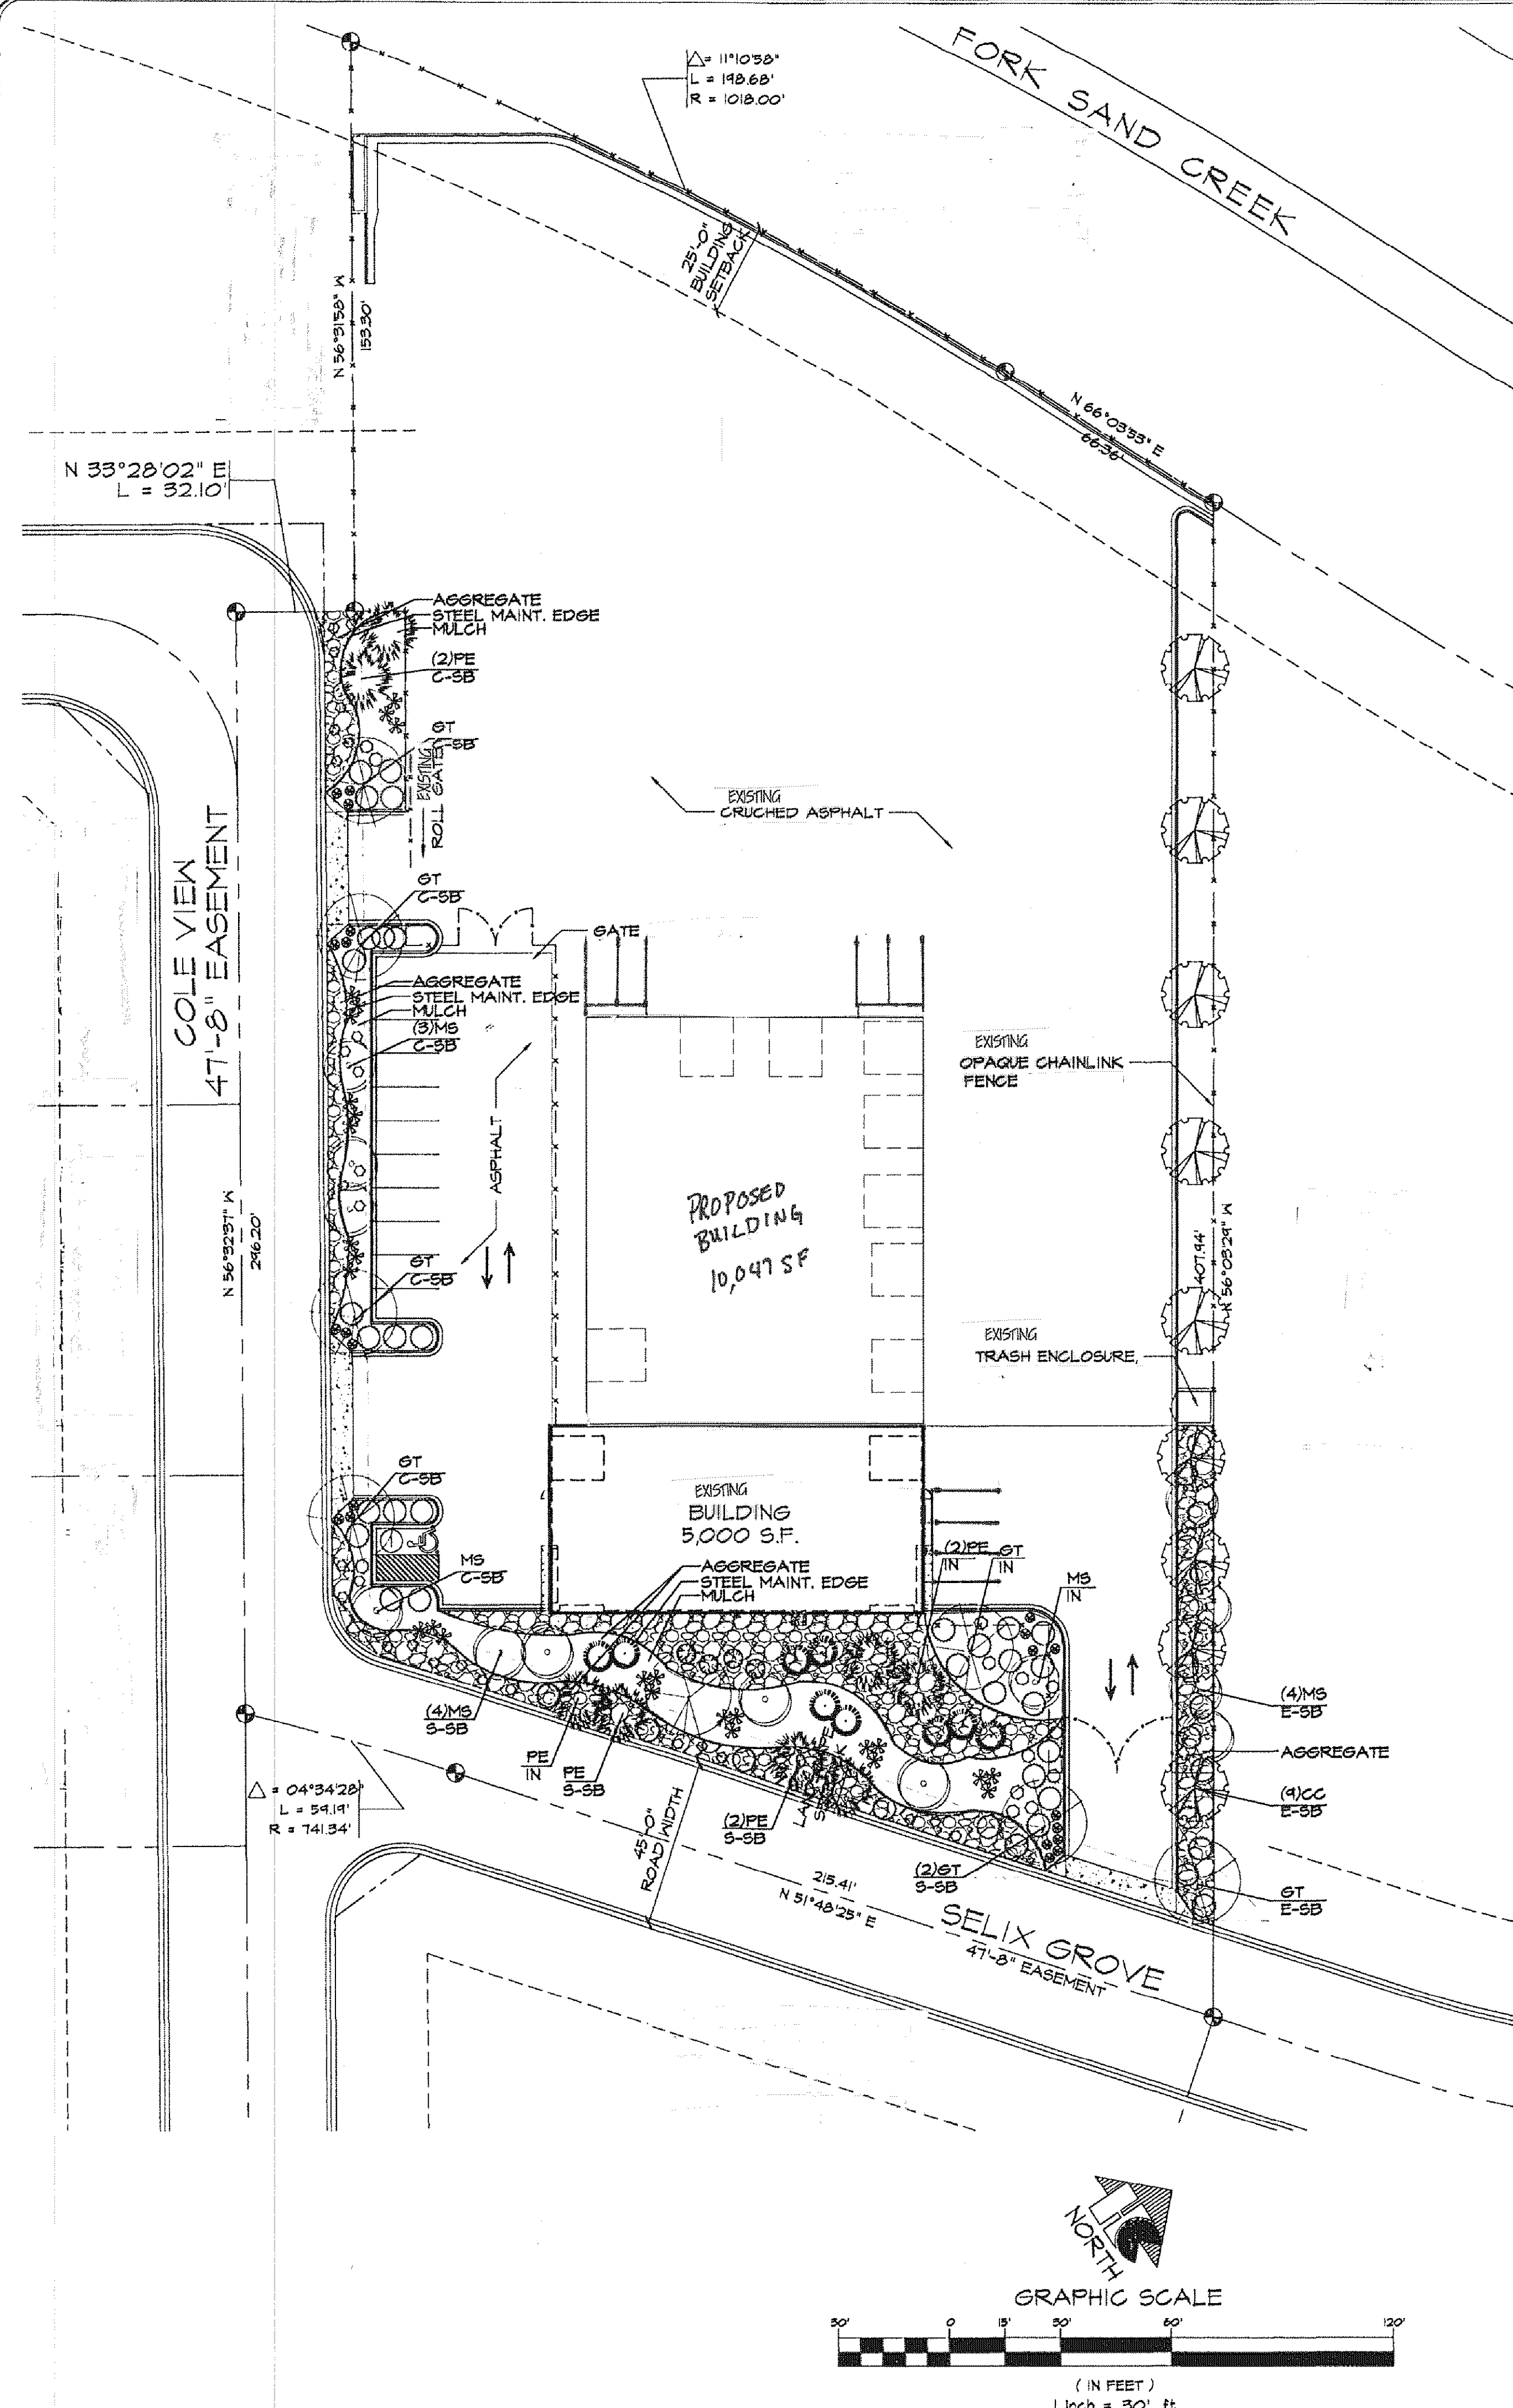 FORK SAND CREEK
△= 11°10'58"
L = 198.68'
R = 1018.00'
25'-0"
BUILDING
SETBACK
N 56°31'58" W
153.30'
N 66°03'53" E
66.36'
N 33°28'02" E
L = 32.10'
AGGREGATE
STEEL MAINT. EDGE
MULCH
(2)PE
C-SB
GT
C-SB
EXISTING
ROLL GATE
EXISTING
CRUCHED ASPHALT
COLE VIEW
47'-8" EASEMENT
GT
C-SB
GATE
AGGREGATE
STEEL MAINT. EDGE
MULCH
(3)MS
C-SB
ASPHALT
EXISTING
OPAQUE CHAINLINK
FENCE
PROPOSED
BUILDING
10,047 SF
N 56°32'37" W
296.20'
407.94'
N 56°03'29" W
GT
C-SB
EXISTING
TRASH ENCLOSURE,
GT
C-SB
EXISTING
BUILDING
5,000 S.F.
MS
C-SB
AGGREGATE
STEEL MAINT. EDGE
MULCH
(2)PE
IN
GT
IN
MS
IN
(4)MS
S-SB
PE
IN
PE
S-SB
(2)PE
S-SB
(2)GT
S-SB
(4)MS
E-SB
AGGREGATE
(9)CC
E-SB
GT
E-SB
△ = 04°34'28"
L = 59.19'
R = 741.34'
45'-0"
ROAD WIDTH
215.41'
N 51°48'25" E
SELIX GROVE
47'-8" EASEMENT
NORTH
GRAPHIC SCALE
30' 0 15' 30' 60' 120'
( IN FEET )
1 inch = 30' ft.